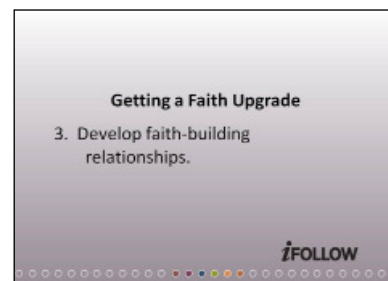 Getting a Faith Upgrade
3. Develop faith-building
relationships.
iFOLLOW